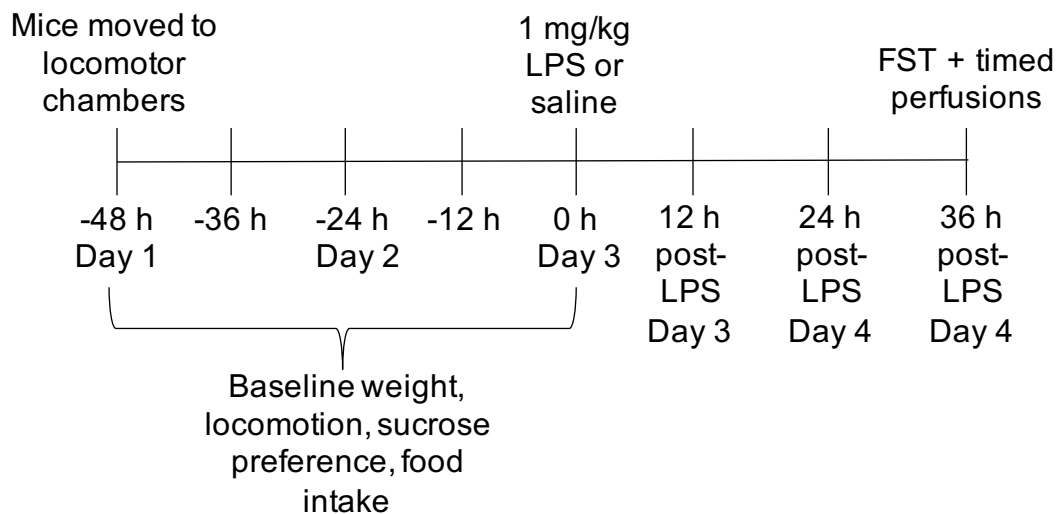 Mice moved to
locomotor
chambers
1 mg/kg
LPS or
saline
FST + timed
perfusions
-48 h
Day 1
-36 h
-24 h
Day 2
-12 h
0 h
Day 3
12 h
post-
LPS
Day 3
24 h
post-
LPS
Day 4
36 h
post-
LPS
Day 4
Baseline weight,
locomotion, sucrose
preference, food
intake